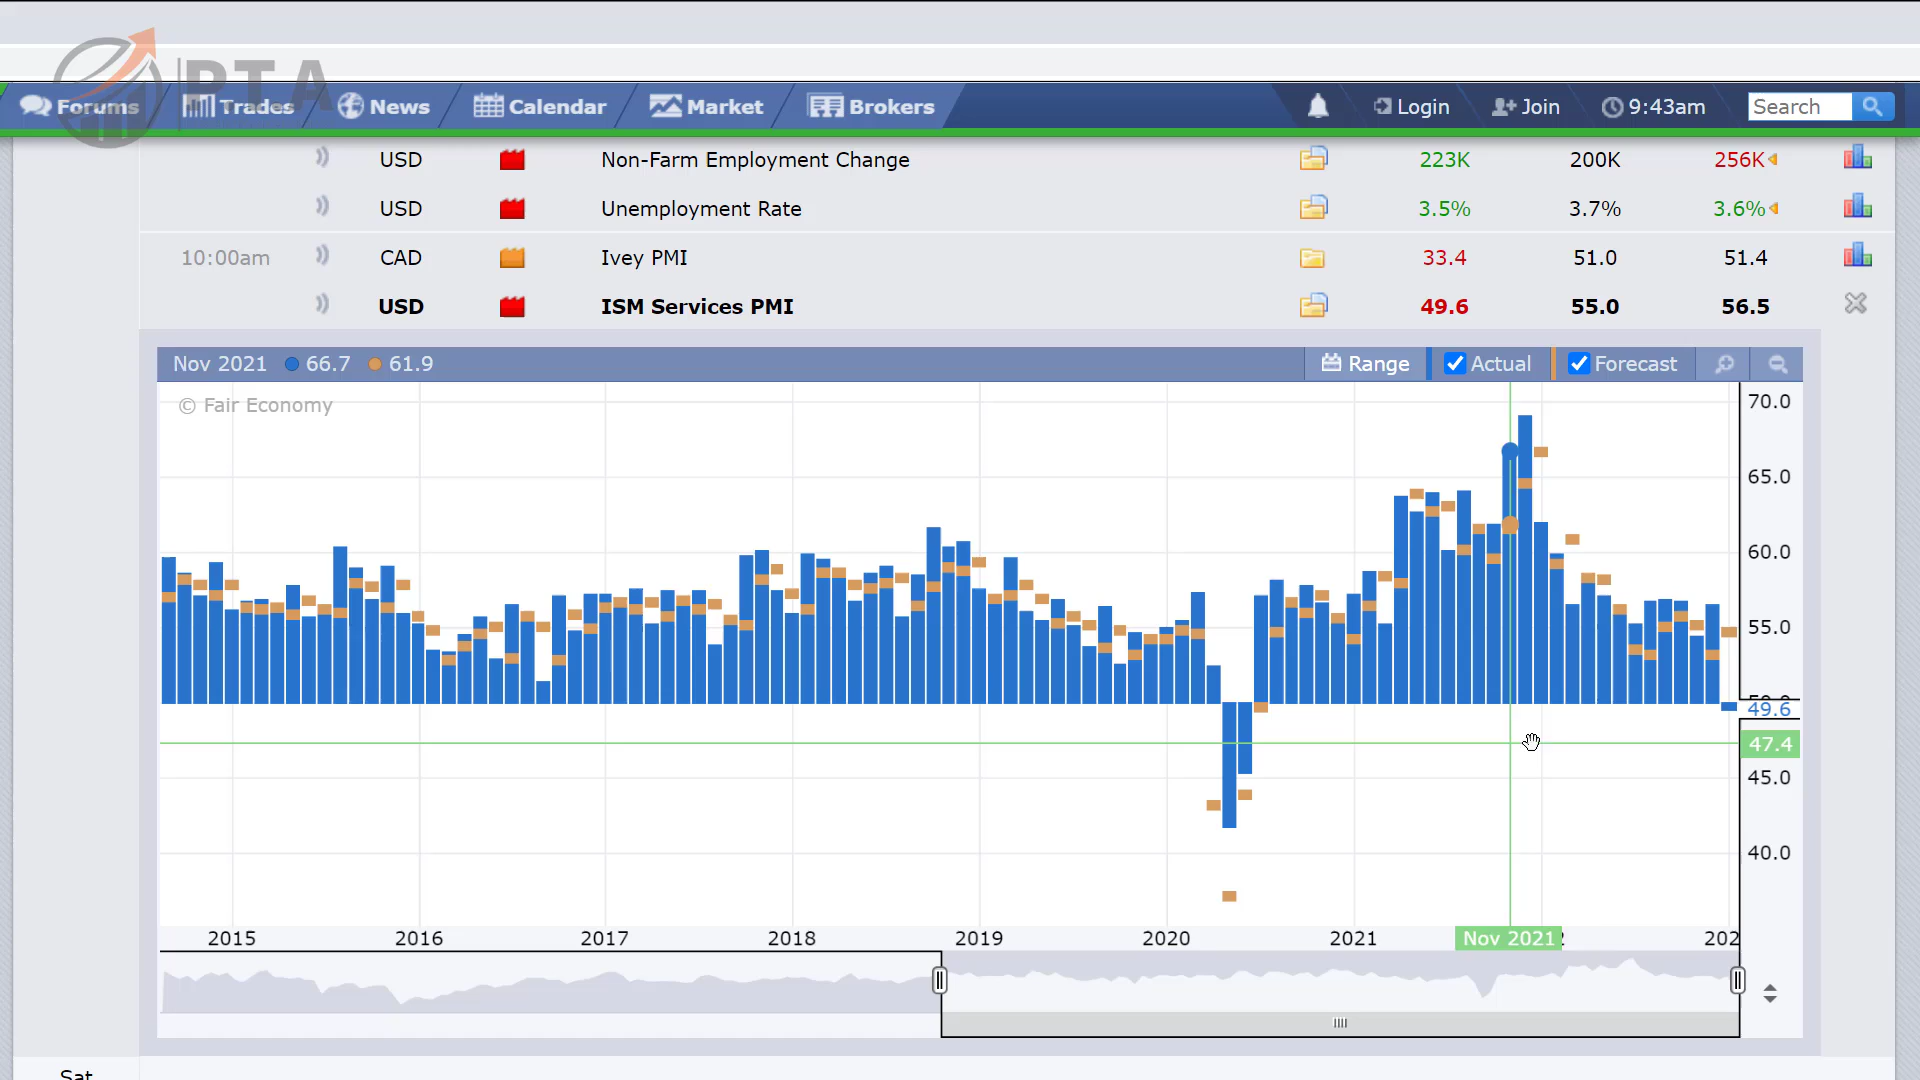 PTA
Forums Trades News Calendar Market Brokers Login Join 9:43am Search
USD Non-Farm Employment Change 223K 200K 256K
USD Unemployment Rate 3.5% 3.7% 3.6%
10:00am CAD Ivey PMI 33.4 51.0 51.4
USD ISM Services PMI 49.6 55.0 56.5
Nov 2021 66.7 61.9 Range Actual Forecast
© Fair Economy
70.0
65.0
60.0
55.0
50.0
49.6
47.4
45.0
40.0
2015 2016 2017 2018 2019 2020 2021 Nov 2021 202
Sat